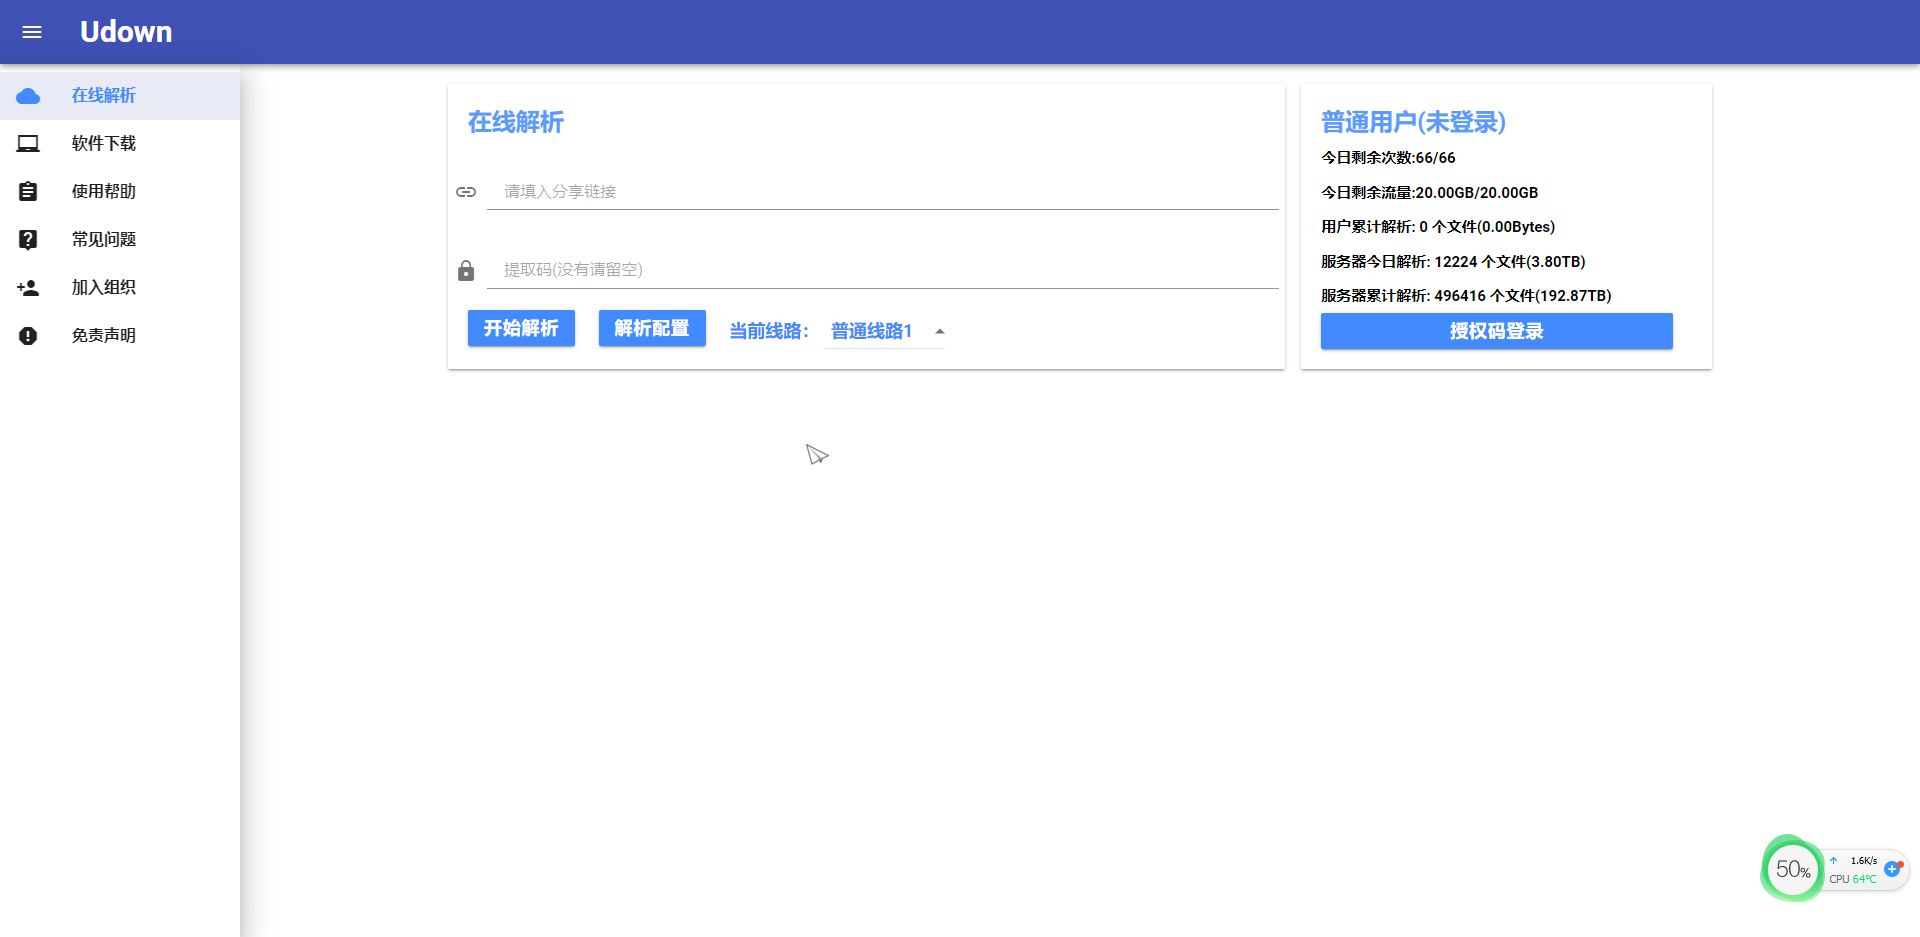 Udown
在线解析
软件下载
使用帮助
常见问题
加入组织
免责声明
在线解析
请填入分享链接
提取码(没有请留空)
开始解析
解析配置
当前线路：
普通线路1
普通用户(未登录)
今日剩余次数:66/66
今日剩余流量:20.00GB/20.00GB
用户累计解析: 0 个文件(0.00Bytes)
服务器今日解析: 12224 个文件(3.80TB)
服务器累计解析: 496416 个文件(192.87TB)
授权码登录
50%
↑ 1.6K/s
CPU 64℃